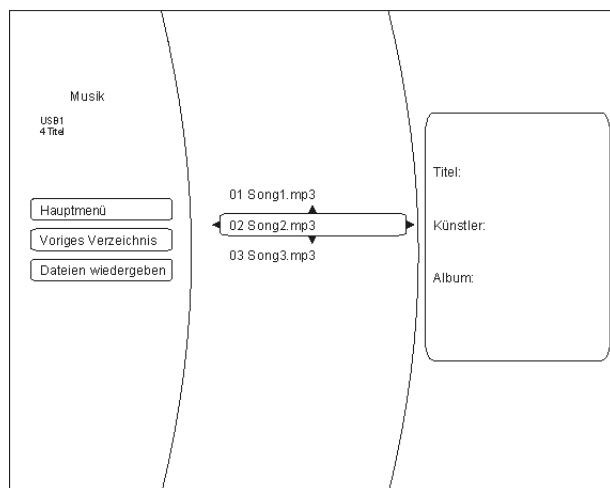 Musik
USB1
4 Titel
Hauptmenü
Voriges Verzeichnis
Dateien wiedergeben
01 Song1.mp3
02 Song2.mp3
03 Song3.mp3
Titel:
Künstler:
Album: